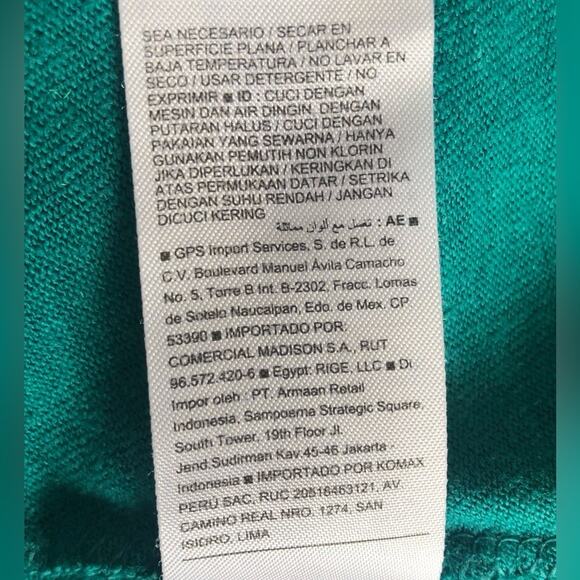 SEA NECESARIO / SECAR EN
SUPERFICIE PLANA / PLANCHAR A
BAJA TEMPERATURA / NO LAVAR EN
SECO / USAR DETERGENTE / NO
EXPRIMIR ■ ID : CUCI DENGAN
MESIN DAN AIR DINGIN, DENGAN
PUTARAN HALUS / CUCI DENGAN
PAKAIAN YANG SEWARNA / HANYA
GUNAKAN PEMUTIH NON KLORIN
JIKA DIPERLUKAN / KERINGKAN DI
ATAS PERMUKAAN DATAR / SETRIKA
DENGAN SUHU RENDAH / JANGAN
DICUCI KERING
■ AE : تغسل مع ألوان مماثلة
■ GPS Import Services, S. de R.L. de
C.V. Boulevard Manuel Ávila Camacho
No. 5, Torre B Int. B-2302, Fracc. Lomas
de Sotelo Naucalpan, Edo. de Mex. CP
53390 ■ IMPORTADO POR:
COMERCIAL MADISON S.A., RUT
96.572.420-6 ■ Egypt: RIGE, LLC ■ Di
Impor oleh : PT. Armaan Retail
Indonesia, Sampoerna Strategic Square,
South Tower, 19th Floor Jl.
Jend.Sudirman Kav.45-46 Jakarta -
Indonesia ■ IMPORTADO POR KOMAX
PERÚ SAC, RUC 20516463121, AV
CAMINO REAL NRO. 1274, SAN
ISIDRO, LIMA